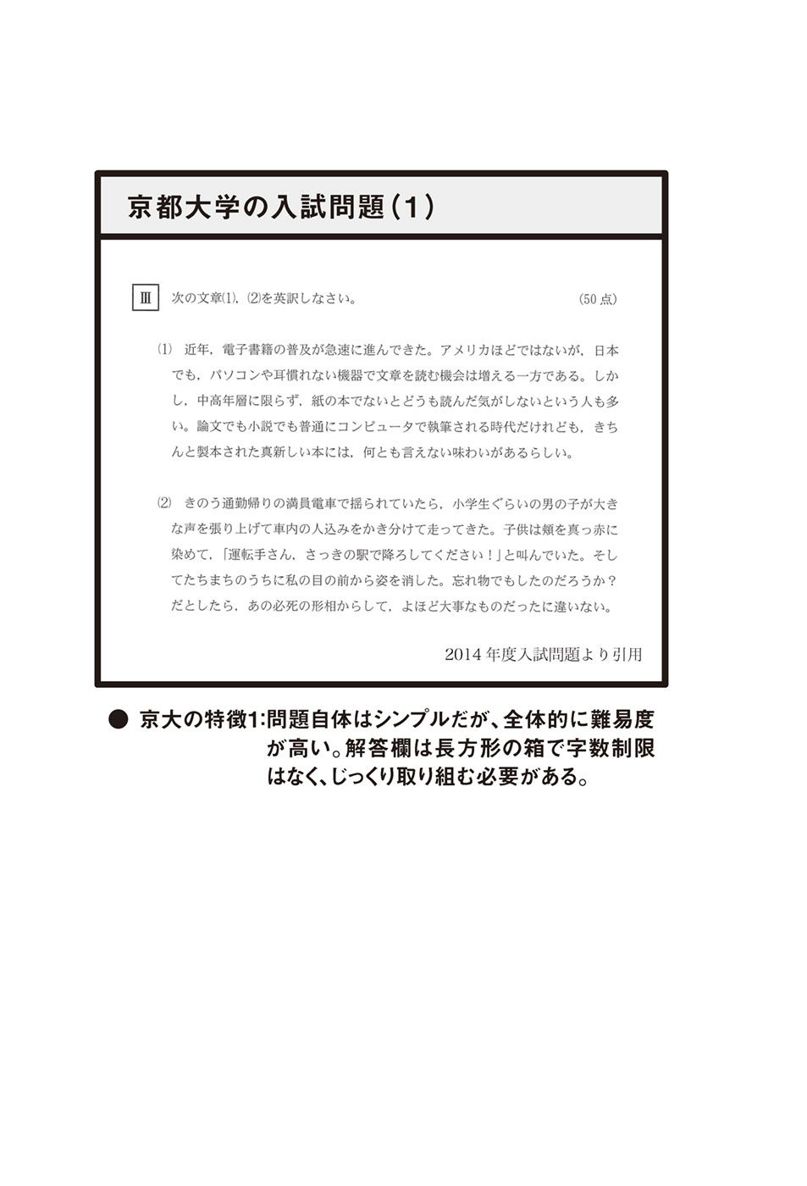 京都大学の入試問題（1）
Ⅲ 次の文章⑴，⑵を英訳しなさい。 （50 点）
⑴ 近年，電子書籍の普及が急速に進んできた。アメリカほどではないが，日本
でも，パソコンや耳慣れない機器で文章を読む機会は増える一方である。しか
し，中高年層に限らず，紙の本でないとどうも読んだ気がしないという人も多
い。論文でも小説でも普通にコンピュータで執筆される時代だけれども，きち
んと製本された真新しい本には，何とも言えない味わいがあるらしい。
⑵ きのう通勤帰りの満員電車で揺られていたら，小学生ぐらいの男の子が大き
な声を張り上げて車内の人込みをかき分けて走ってきた。子供は頬を真っ赤に
染めて，「運転手さん，さっきの駅で降ろしてください！」と叫んでいた。そし
てたちまちのうちに私の目の前から姿を消した。忘れ物でもしたのだろうか？
だとしたら，あの必死の形相からして，よほど大事なものだったに違いない。
2014 年度入試問題より引用
● 京大の特徴1：問題自体はシンプルだが、全体的に難易度
が高い。解答欄は長方形の箱で字数制限
はなく、じっくり取り組む必要がある。